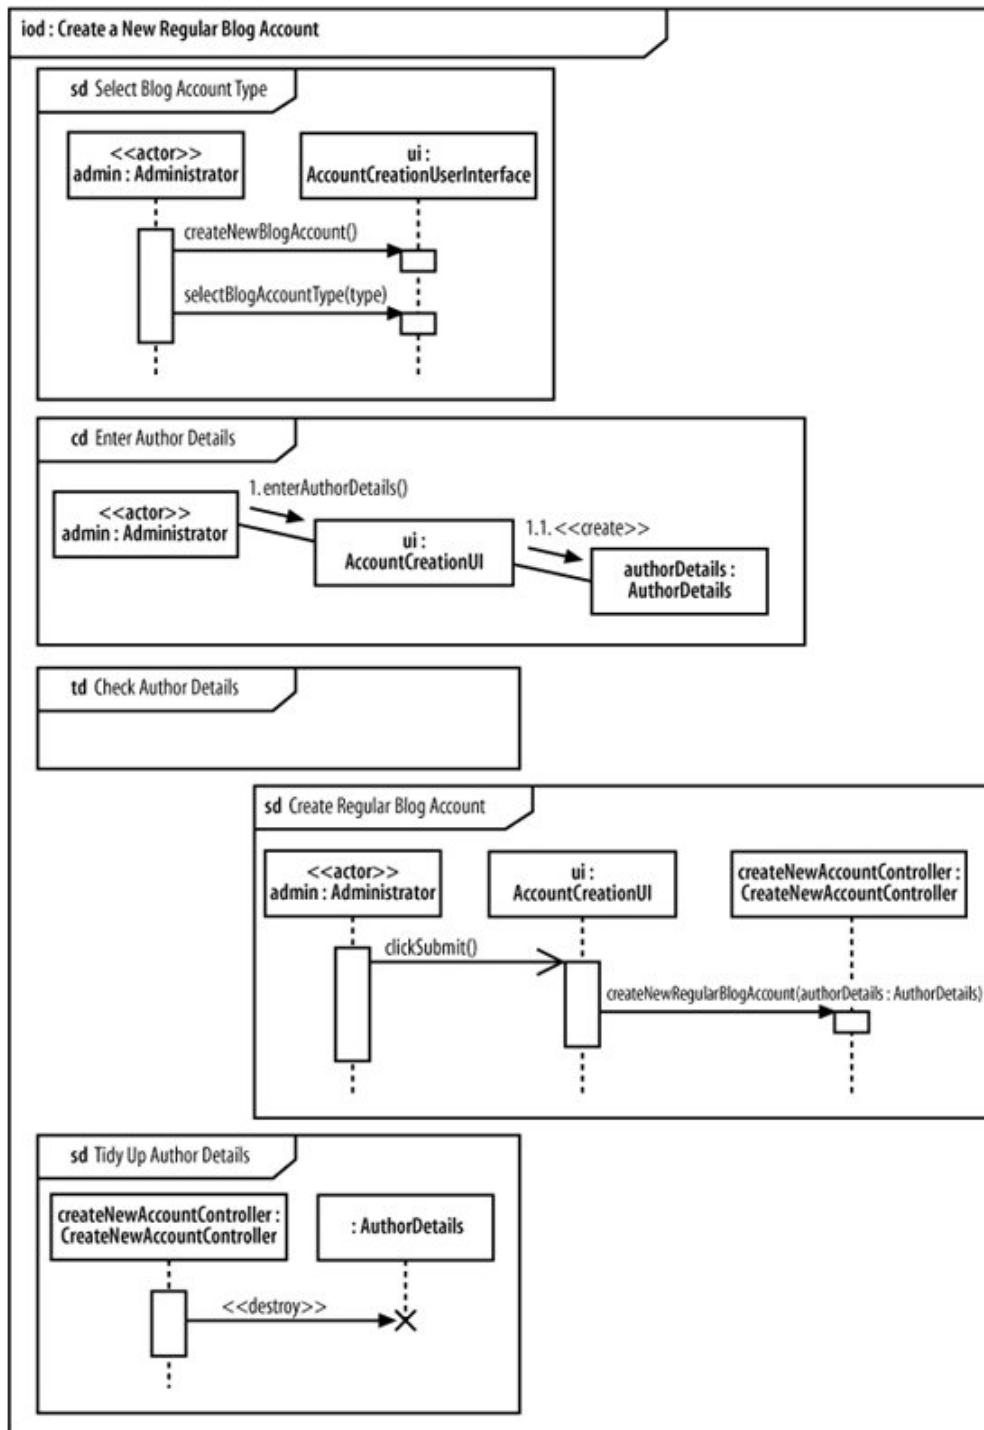 iod : Create a New Regular Blog Account
sd Select Blog Account Type
<<actor>>
admin : Administrator
ui :
AccountCreationUserInterface
createNewBlogAccount()
selectBlogAccountType(type)
cd Enter Author Details
1. enterAuthorDetails()
<<actor>>
admin : Administrator
ui :
AccountCreationUI
1.1. <<create>>
authorDetails :
AuthorDetails
td Check Author Details
sd Create Regular Blog Account
<<actor>>
admin : Administrator
ui :
AccountCreationUI
createNewAccountController :
CreateNewAccountController
clickSubmit()
createNewRegularBlogAccount(authorDetails : AuthorDetails)
sd Tidy Up Author Details
createNewAccountController :
CreateNewAccountController
: AuthorDetails
<<destroy>>